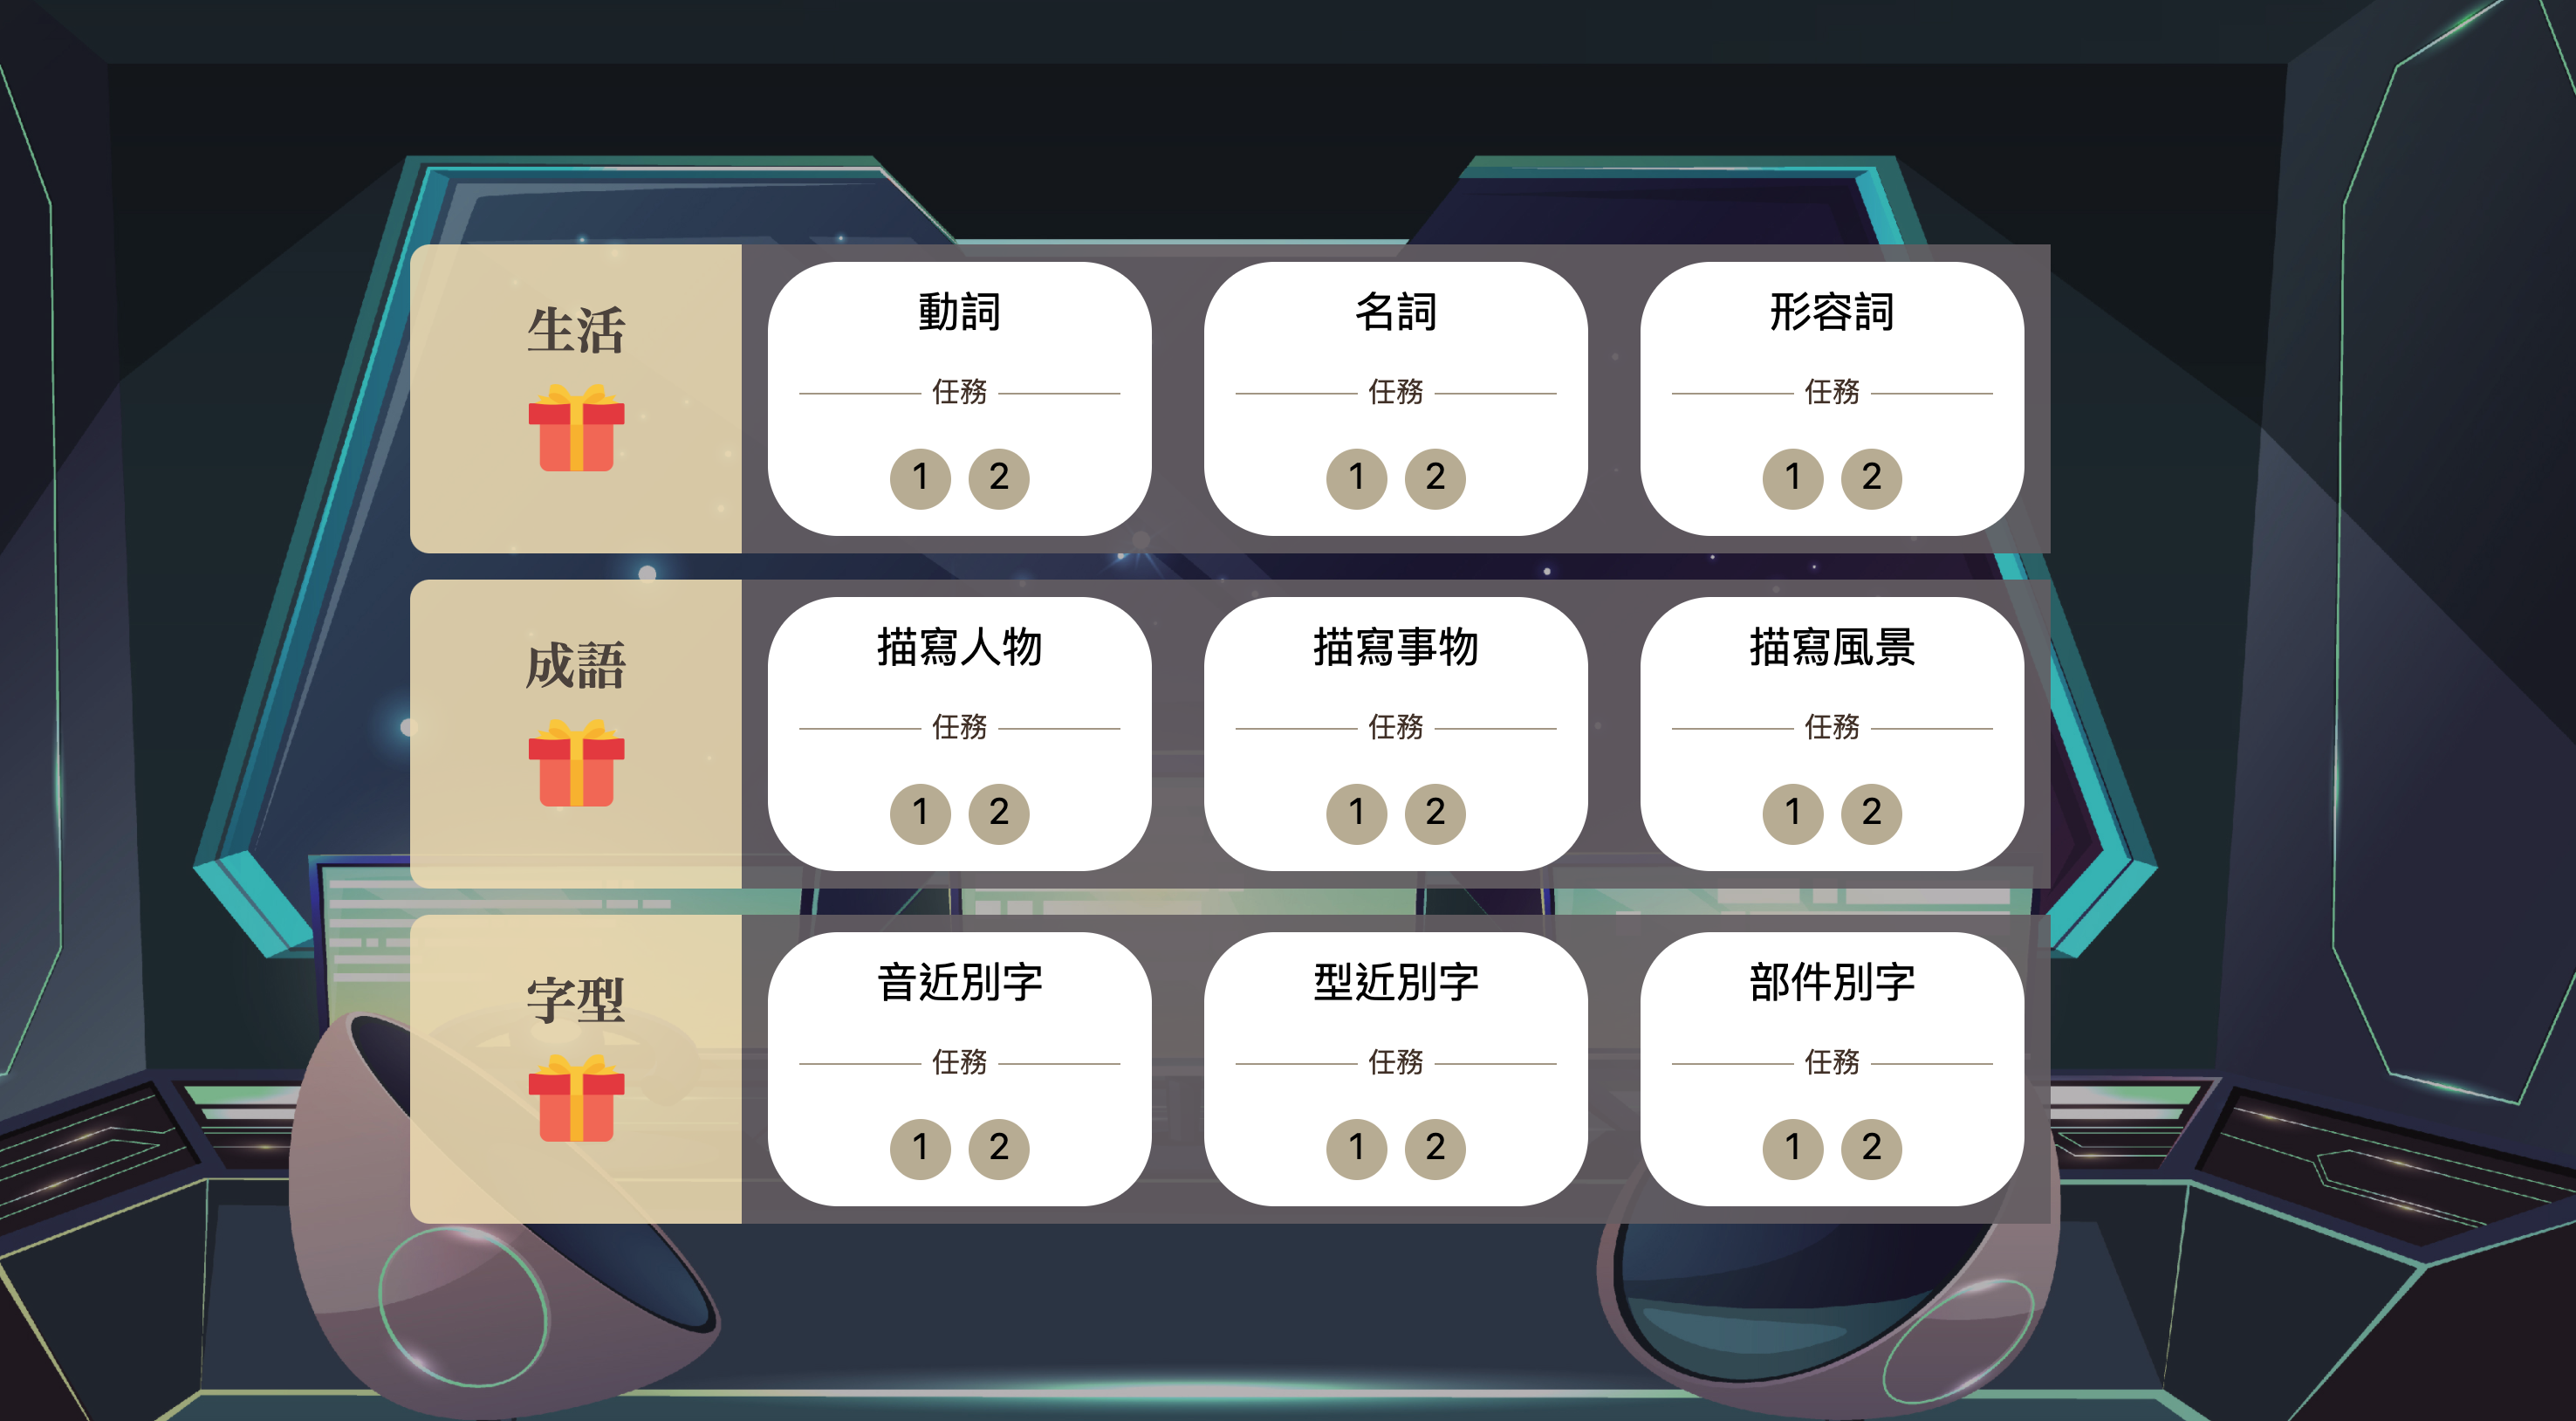 生活
動詞
任務
1 2
名詞
任務
1 2
形容詞
任務
1 2
成語
描寫人物
任務
1 2
描寫事物
任務
1 2
描寫風景
任務
1 2
字型
音近別字
任務
1 2
型近別字
任務
1 2
部件別字
任務
1 2